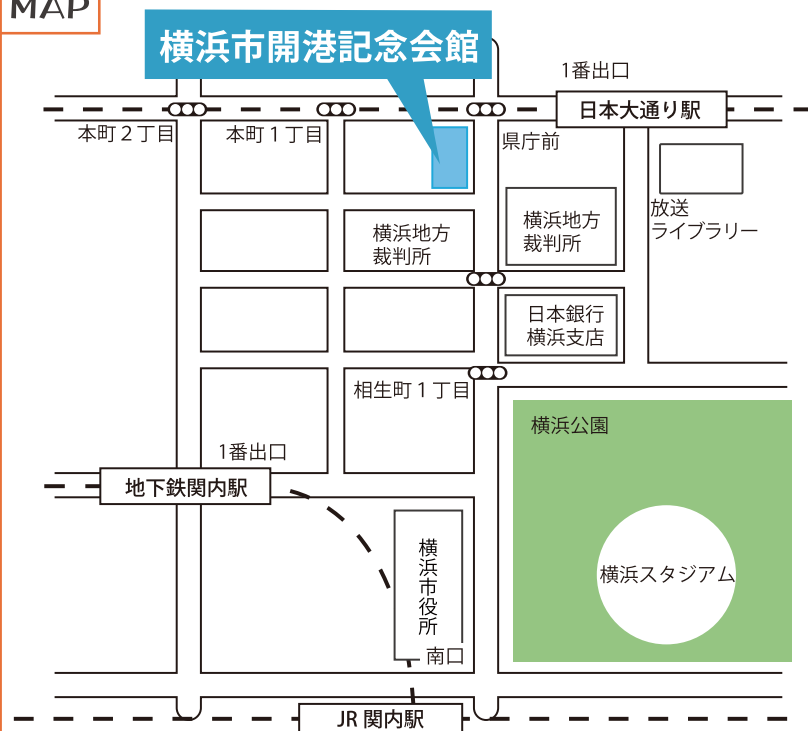 MAP
横浜市開港記念会館
1番出口
日本大通り駅
本町2丁目
本町1丁目
県庁前
放送
ライブラリー
横浜地方
裁判所
横浜地方
裁判所
日本銀行
横浜支店
相生町1丁目
横浜公園
1番出口
地下鉄関内駅
横浜市役所
横浜スタジアム
南口
JR関内駅